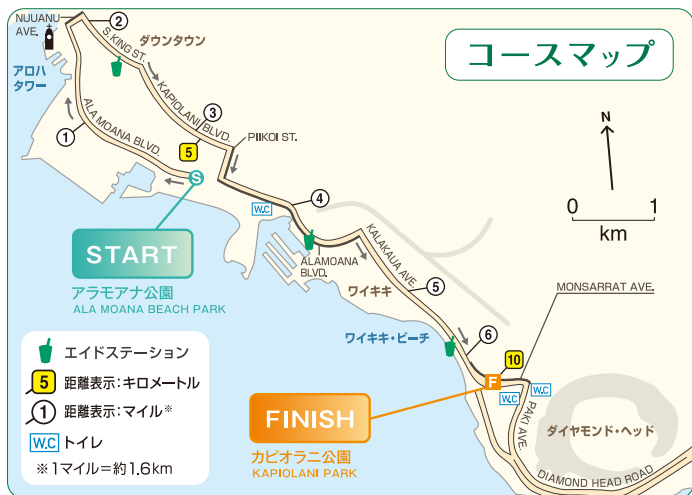 コースマップ
NUUANU
AVE.
2
S.KING ST.
ダウンタウン
アロハ
タワー
KAPIOLANI BLVD.
3
1
ALA MOANA BLVD.
5
PIIKOI ST.
N
S
W.C
4
0 1
km
START
アラモアナ公園
ALA MOANA BEACH PARK
ALAMOANA
BLVD.
KALAKAUA AVE.
ワイキキ
5
MONSARRAT AVE.
ワイキキ・ビーチ
6
10
F
W.C
W.C
エイドステーション
5 距離表示：キロメートル
1 距離表示：マイル※
W.C トイレ
※1マイル＝約1.6km
FINISH
カピオラニ公園
KAPIOLANI PARK
PAKI AVE.
ダイヤモンド・ヘッド
DIAMOND HEAD ROAD